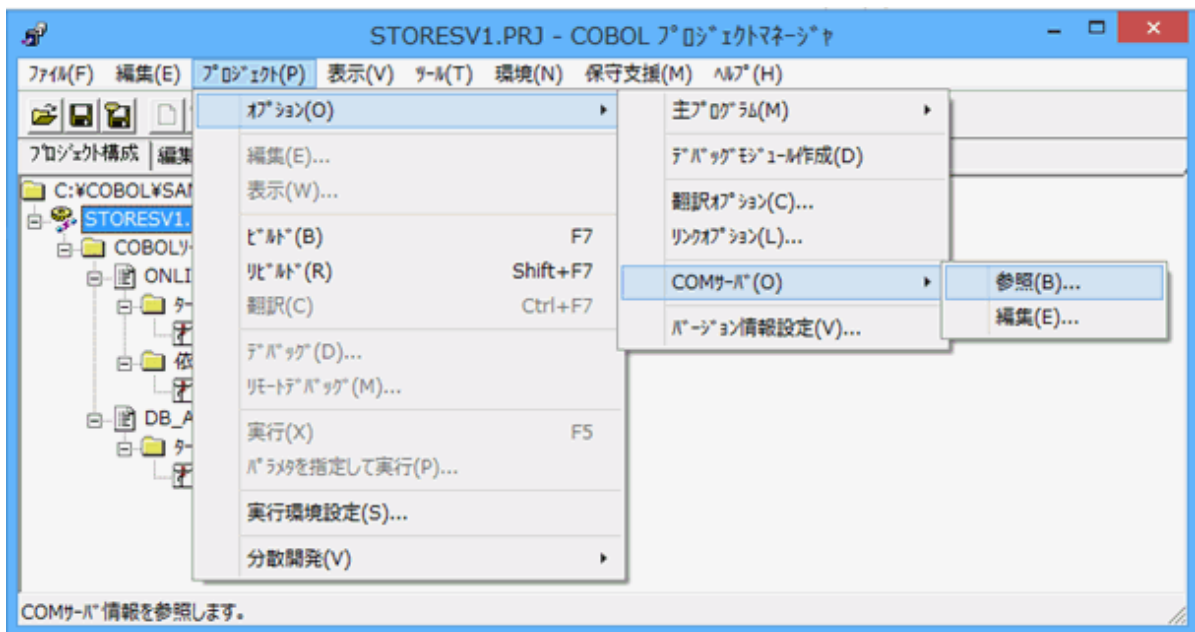 STORESV1.PRJ - COBOL ﾌﾟﾛｼﾞｪｸﾄﾏﾈｰｼﾞｬ
ﾌｧｲﾙ(F) 編集(E) ﾌﾟﾛｼﾞｪｸﾄ(P) 表示(V) ﾂｰﾙ(T) 環境(N) 保守支援(M) ﾍﾙﾌﾟ(H)
ﾌﾟﾛｼﾞｪｸﾄ構成 編集
C:¥COBOL¥SAM
STORESV1.
COBOLｿｰ
ONLI
ﾀｰ
依
DB_A
ﾀｰ
ｵﾌﾟｼｮﾝ(O)
編集(E)...
表示(W)...
ﾋﾞﾙﾄﾞ(B) F7
ﾘﾋﾞﾙﾄﾞ(R) Shift+F7
翻訳(C) Ctrl+F7
ﾃﾞﾊﾞｯｸﾞ(D)...
ﾘﾓｰﾄﾃﾞﾊﾞｯｸﾞ(M)...
実行(X) F5
ﾊﾟﾗﾒﾀを指定して実行(P)...
実行環境設定(S)...
分散開発(V)
主ﾌﾟﾛｸﾞﾗﾑ(M)
ﾃﾞﾊﾞｯｸﾞﾓｼﾞｭｰﾙ作成(D)
翻訳ｵﾌﾟｼｮﾝ(C)...
ﾘﾝｸｵﾌﾟｼｮﾝ(L)...
COMｻｰﾊﾞ(O)
ﾊﾞｰｼﾞｮﾝ情報設定(V)...
参照(B)...
編集(E)...
COMｻｰﾊﾞ情報を参照します。